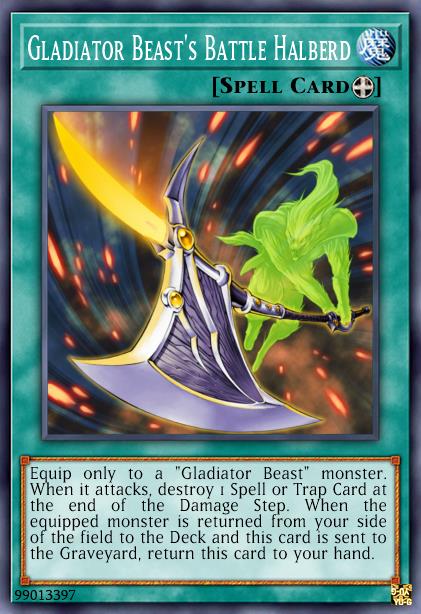 Gladiator Beast's Battle Halberd
[Spell Card]
Equip only to a "Gladiator Beast" monster.
When it attacks, destroy 1 Spell or Trap Card at
the end of the Damage Step. When the
equipped monster is returned from your side
of the field to the Deck and this card is sent to
the Graveyard, return this card to your hand.
99013397